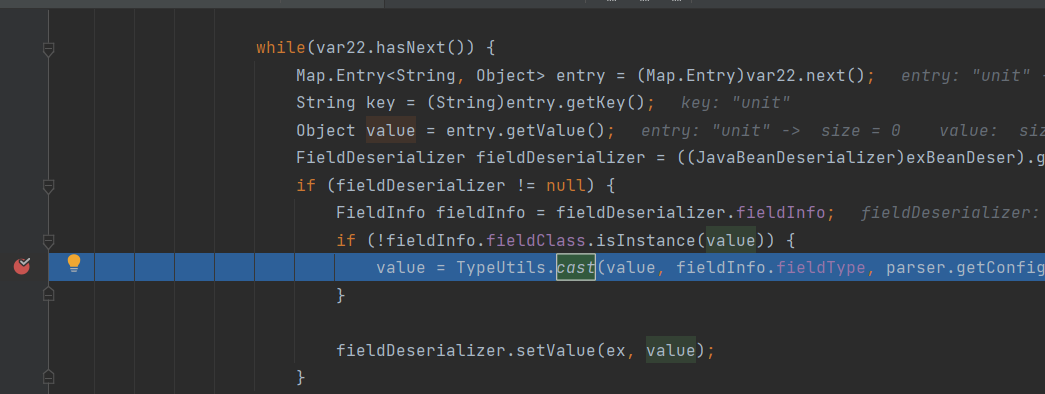 while(var22.hasNext()) {
Map.Entry<String, Object> entry = (Map.Entry)var22.next(); entry: "unit" -
String key = (String)entry.getKey(); key: "unit"
Object value = entry.getValue(); entry: "unit" -> size = 0 value: siz
FieldDeserializer fieldDeserializer = ((JavaBeanDeserializer)exBeanDeser).g
if (fieldDeserializer != null) {
FieldInfo fieldInfo = fieldDeserializer.fieldInfo; fieldDeserializer:
if (!fieldInfo.fieldClass.isInstance(value)) {
value = TypeUtils.cast(value, fieldInfo.fieldType, parser.getConfig
}
fieldDeserializer.setValue(ex, value);
}